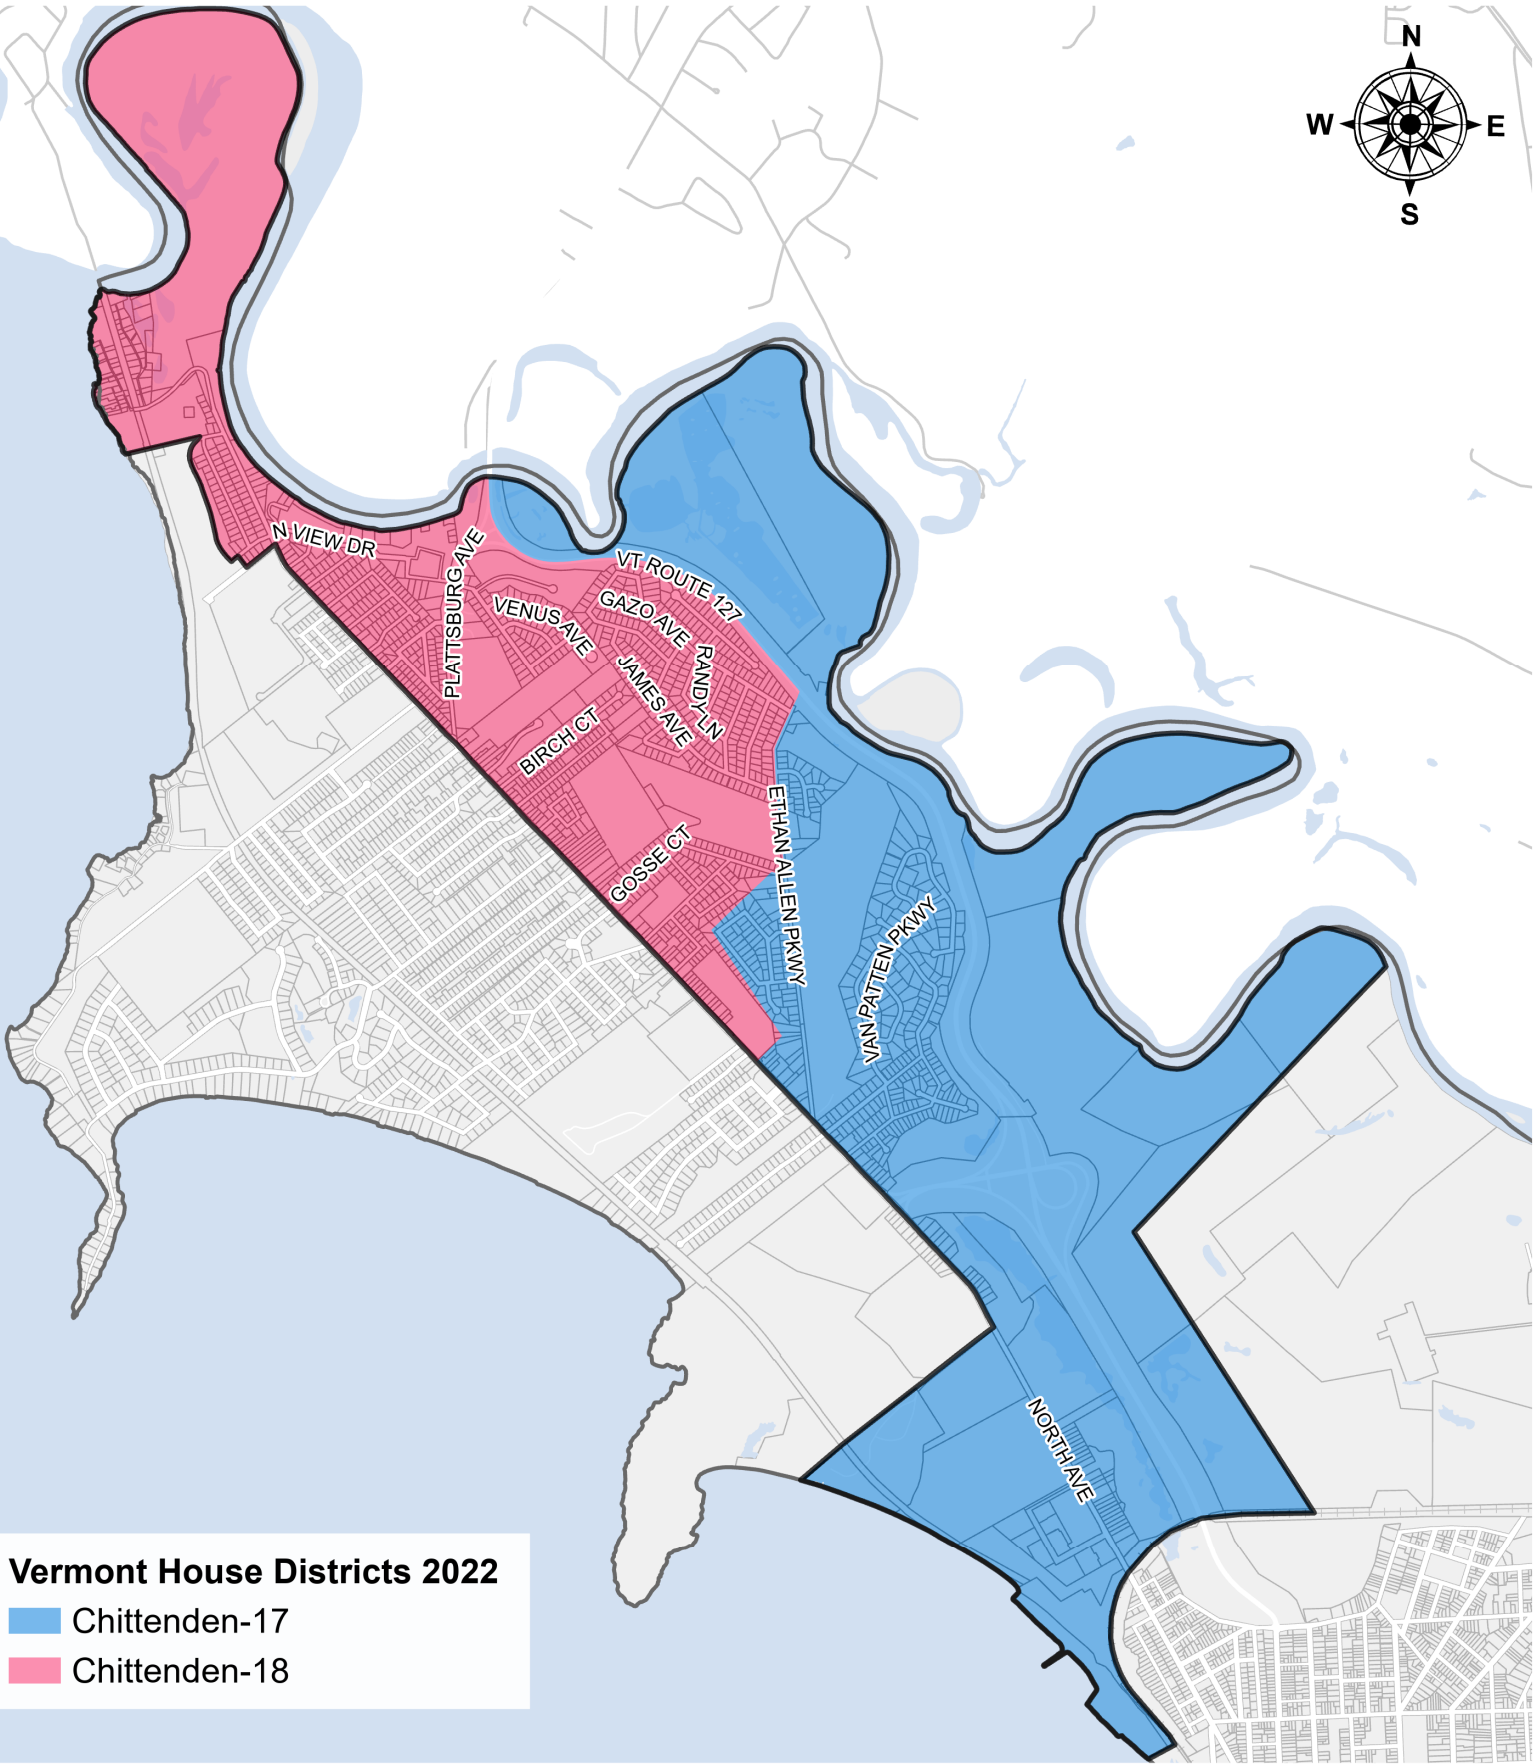 N
W E
S
N VIEW DR
PLATTSBURG AVE
VT ROUTE 127
VENUS AVE
GAZO AVE
RANDY LN
JAMES AVE
BIRCH CT
ETHAN ALLEN PKWY
GOSSE CT
VAN PATTEN PKWY
NORTH AVE
Vermont House Districts 2022
Chittenden-17
Chittenden-18